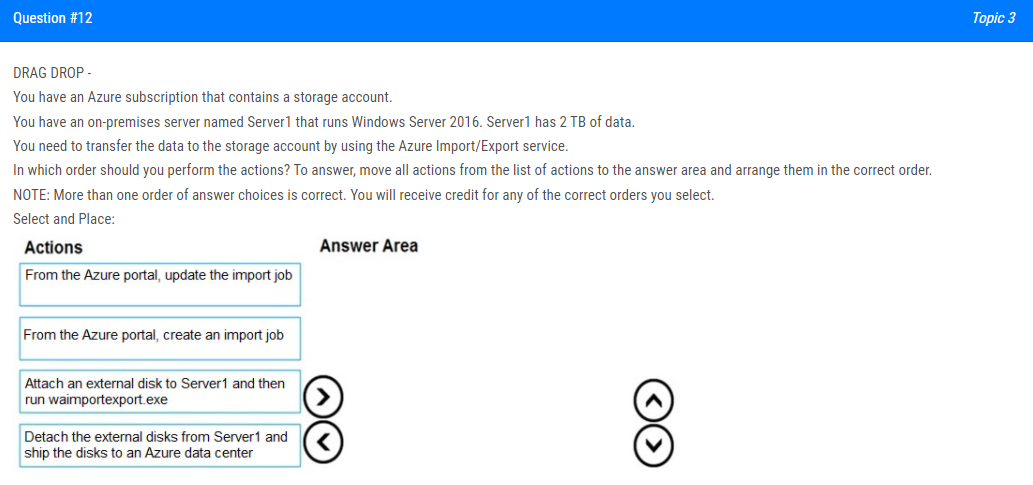 Question #12
Topic 3
DRAG DROP -
You have an Azure subscription that contains a storage account.
You have an on-premises server named Server1 that runs Windows Server 2016. Server1 has 2 TB of data.
You need to transfer the data to the storage account by using the Azure Import/Export service.
In which order should you perform the actions? To answer, move all actions from the list of actions to the answer area and arrange them in the correct order.
NOTE: More than one order of answer choices is correct. You will receive credit for any of the correct orders you select.
Select and Place:
Actions
Answer Area
From the Azure portal, update the import job
From the Azure portal, create an import job
Attach an external disk to Server1 and then
run waimportexport.exe
Detach the external disks from Server1 and
ship the disks to an Azure data center